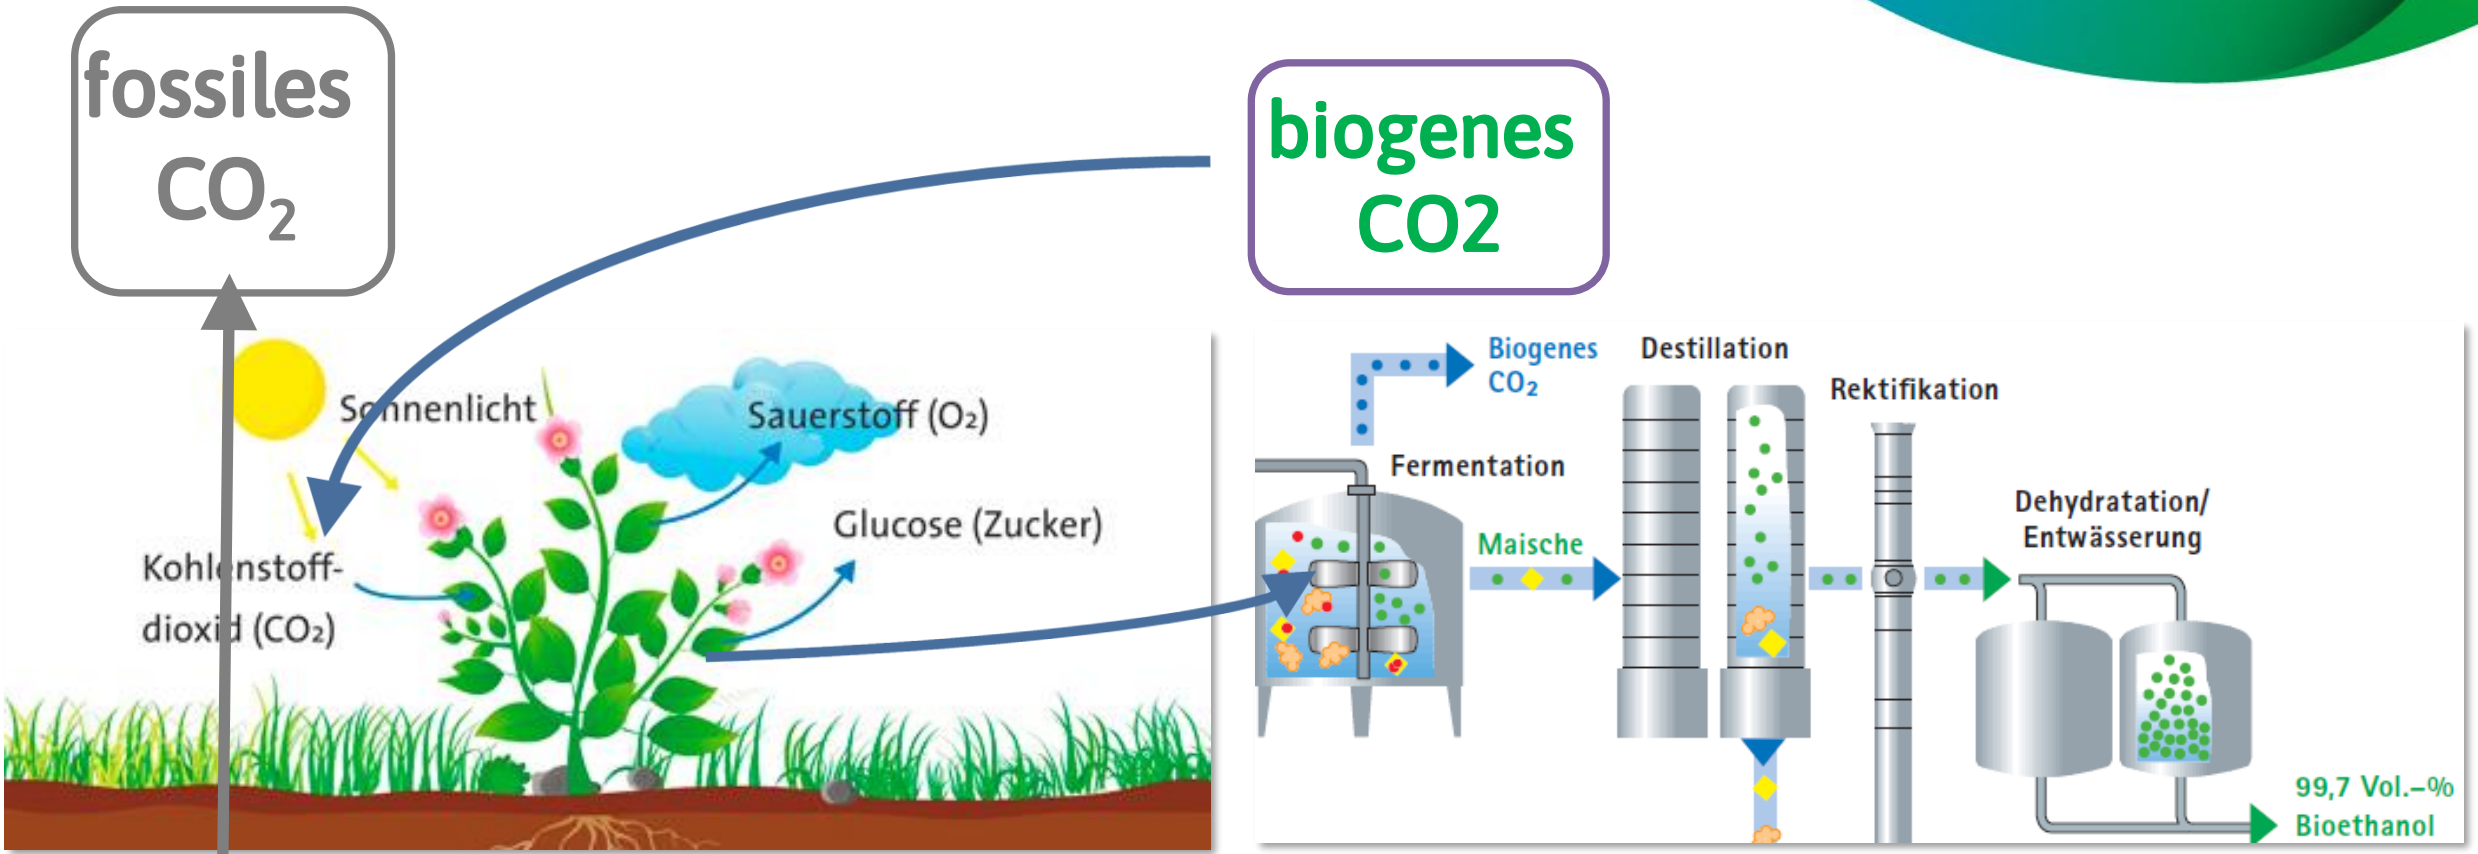 fossiles
CO₂
biogenes
CO2
Sonnenlicht
Sauerstoff (O₂)
Glucose (Zucker)
Kohlenstoff-
dioxid (CO₂)
Biogenes
CO₂
Destillation
Rektifikation
Fermentation
Maische
Dehydratation/
Entwässerung
99,7 Vol.–%
Bioethanol